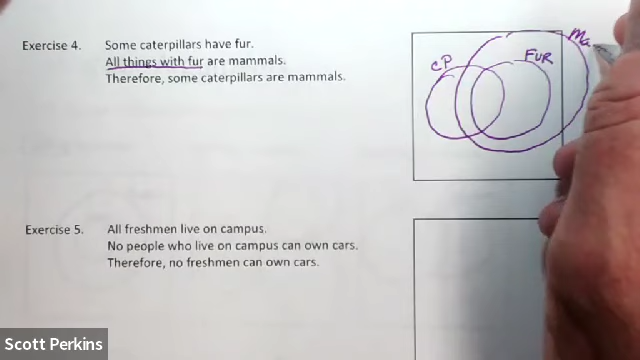 Exercise 4. Some caterpillars have fur.
All things with fur are mammals.
Therefore, some caterpillars are mammals.
CP
FUR
Ma
Exercise 5. All freshmen live on campus.
No people who live on campus can own cars.
Therefore, no freshmen can own cars.
Scott Perkins